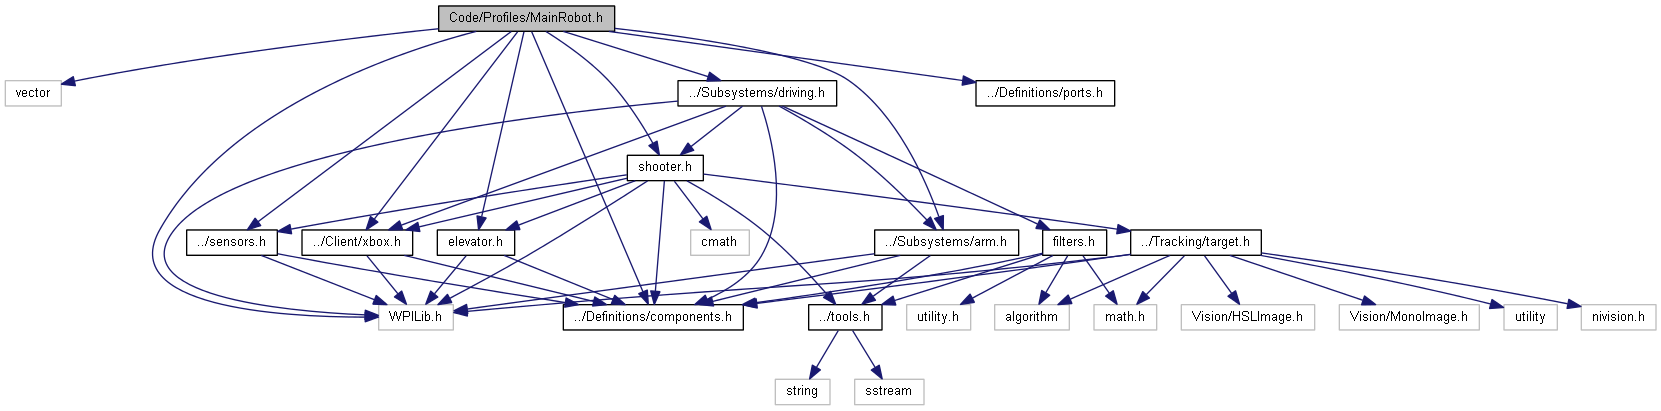 Code/Profiles/MainRobot.h
vector
../Subsystems/driving.h
../Definitions/ports.h
shooter.h
../sensors.h
../Client/xbox.h
elevator.h
cmath
../Subsystems/arm.h
filters.h
../Tracking/target.h
WPILib.h
../Definitions/components.h
../tools.h
utility.h
algorithm
math.h
Vision/HSLImage.h
Vision/MonoImage.h
utility
nivision.h
string
sstream